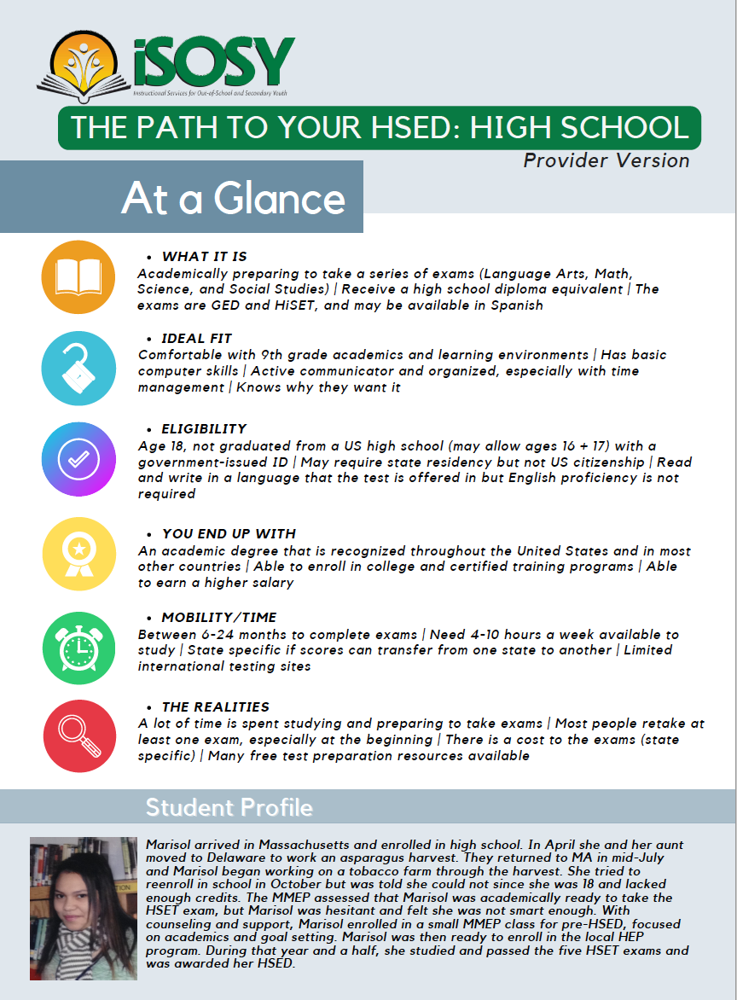 iSOSY
Instructional Services for Out-of-School and Secondary Youth
THE PATH TO YOUR HSED: HIGH SCHOOL
Provider Version
At a Glance
• WHAT IT IS
Academically preparing to take a series of exams (Language Arts, Math,
Science, and Social Studies) | Receive a high school diploma equivalent | The
exams are GED and HiSET, and may be available in Spanish
• IDEAL FIT
Comfortable with 9th grade academics and learning environments | Has basic
computer skills | Active communicator and organized, especially with time
management | Knows why they want it
• ELIGIBILITY
Age 18, not graduated from a US high school (may allow ages 16 + 17) with a
government-issued ID | May require state residency but not US citizenship | Read
and write in a language that the test is offered in but English proficiency is not
required
• YOU END UP WITH
An academic degree that is recognized throughout the United States and in most
other countries | Able to enroll in college and certified training programs | Able
to earn a higher salary
• MOBILITY/TIME
Between 6-24 months to complete exams | Need 4-10 hours a week available to
study | State specific if scores can transfer from one state to another | Limited
international testing sites
• THE REALITIES
A lot of time is spent studying and preparing to take exams | Most people retake at
least one exam, especially at the beginning | There is a cost to the exams (state
specific) | Many free test preparation resources available
Student Profile
Marisol arrived in Massachusetts and enrolled in high school. In April she and her aunt
moved to Delaware to work an asparagus harvest. They returned to MA in mid-July
and Marisol began working on a tobacco farm through the harvest. She tried to
reenroll in school in October but was told she could not since she was 18 and lacked
enough credits. The MMEP assessed that Marisol was academically ready to take the
HSET exam, but Marisol was hesitant and felt she was not smart enough. With
counseling and support, Marisol enrolled in a small MMEP class for pre-HSED, focused
on academics and goal setting. Marisol was then ready to enroll in the local HEP
program. During that year and a half, she studied and passed the five HSET exams and
was awarded her HSED.